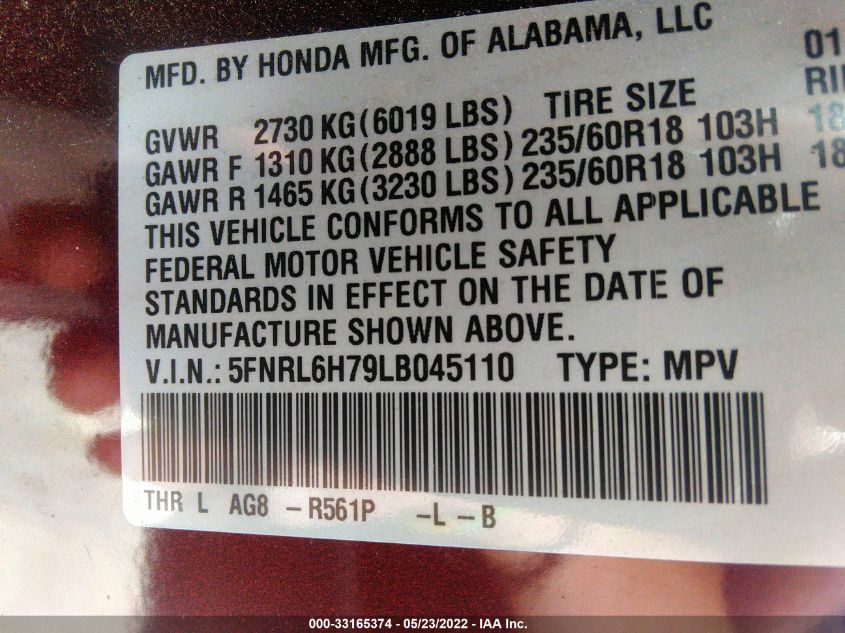 MFD. BY HONDA MFG. OF ALABAMA, LLC 01
GVWR 2730 KG(6019 LBS) TIRE SIZE
GAWR F 1310 KG(2888 LBS) 235/60R18 103H 18
GAWR R 1465 KG(3230 LBS) 235/60R18 103H 18
THIS VEHICLE CONFORMS TO ALL APPLICABLE
FEDERAL MOTOR VEHICLE SAFETY
STANDARDS IN EFFECT ON THE DATE OF
MANUFACTURE SHOWN ABOVE.
V.I.N.: 5FNRL6H79LB045110 TYPE: MPV
THR L AG8 – R561P –L –B
000-33165374 - 05/23/2022 - IAA Inc.